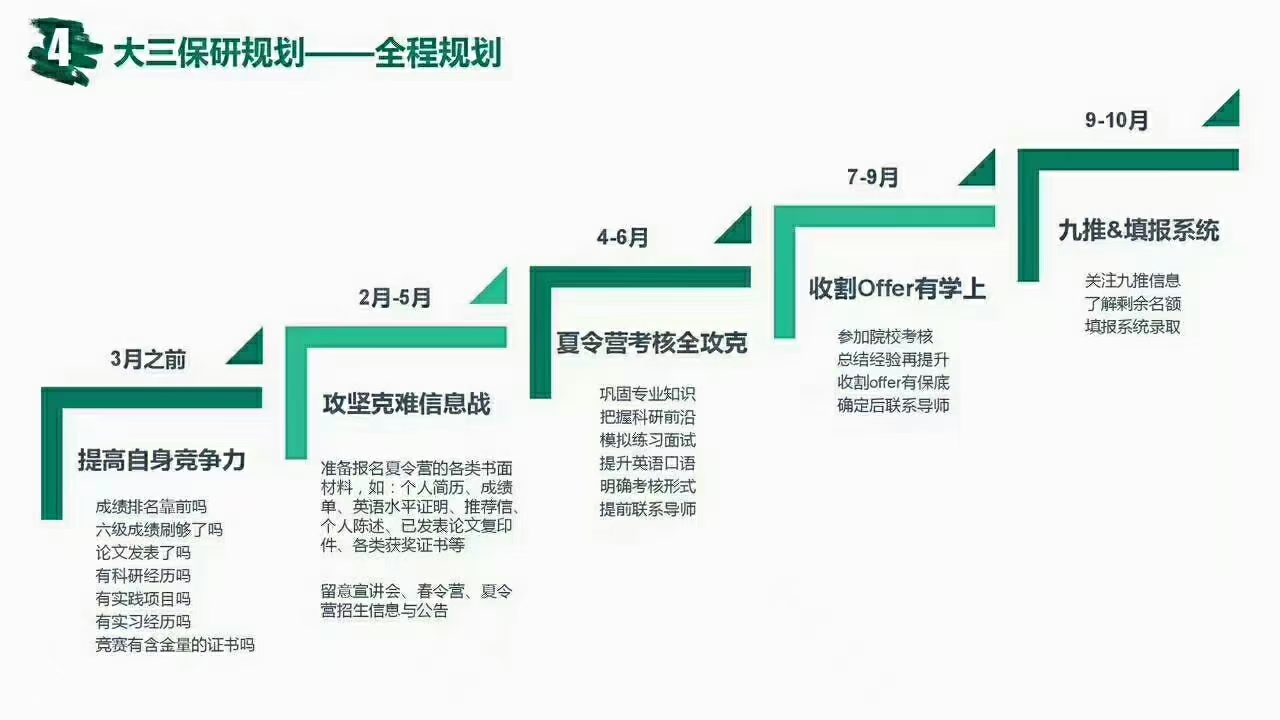 4
大三保研规划——全程规划
3月之前
提高自身竞争力
成绩排名靠前吗
六级成绩刷够了吗
论文发表了吗
有科研经历吗
有实践项目吗
有实习经历吗
竞赛有含金量的证书吗
2月-5月
攻坚克难信息战
准备报名夏令营的各类书面
材料，如：个人简历、成绩
单、英语水平证明、推荐信、
个人陈述、已发表论文复印
件、各类获奖证书等
留意宣讲会、春令营、夏令
营招生信息与公告
4-6月
夏令营考核全攻克
巩固专业知识
把握科研前沿
模拟练习面试
提升英语口语
明确考核形式
提前联系导师
7-9月
收割Offer有学上
参加院校考核
总结经验再提升
收割offer有保底
确定后联系导师
9-10月
九推&填报系统
关注九推信息
了解剩余名额
填报系统录取